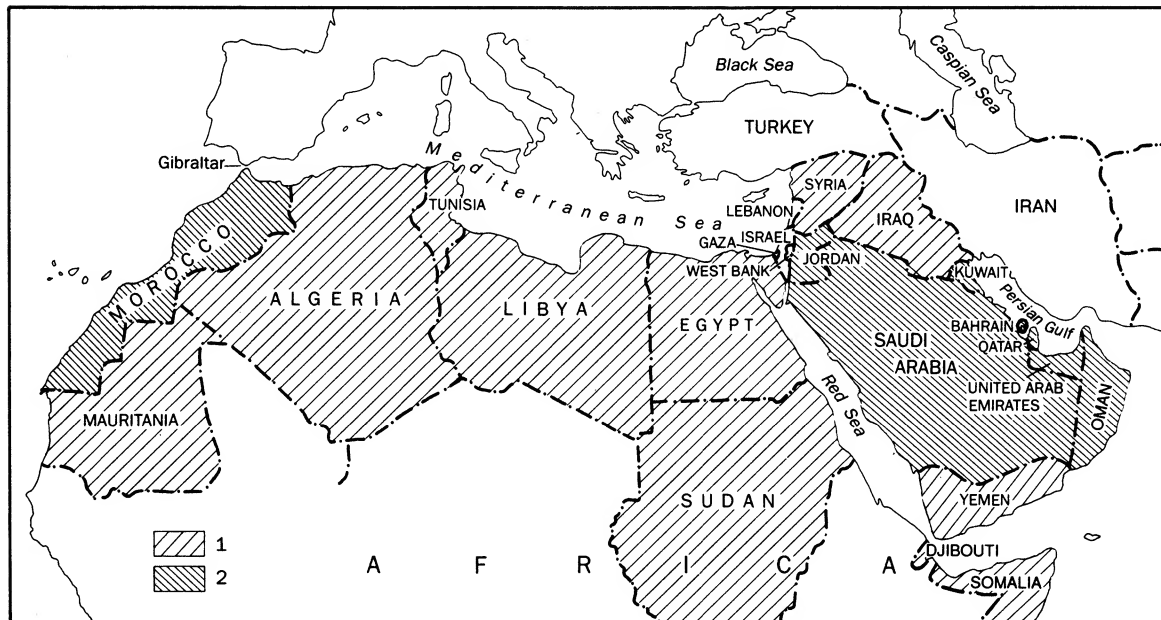 Black Sea
Caspian Sea
TURKEY
Gibraltar
Mediterranean Sea
SYRIA
TUNISIA
LEBANON
IRAQ
IRAN
ISRAEL
GAZA
JORDAN
WEST BANK
KUWAIT
MOROCCO
ALGERIA
LIBYA
EGYPT
Persian Gulf
BAHRAIN
QATAR
SAUDI
ARABIA
UNITED ARAB
EMIRATES
OMAN
Red Sea
MAURITANIA
SUDAN
YEMEN
1
2
AFRICA
DJIBOUTI
SOMALIA